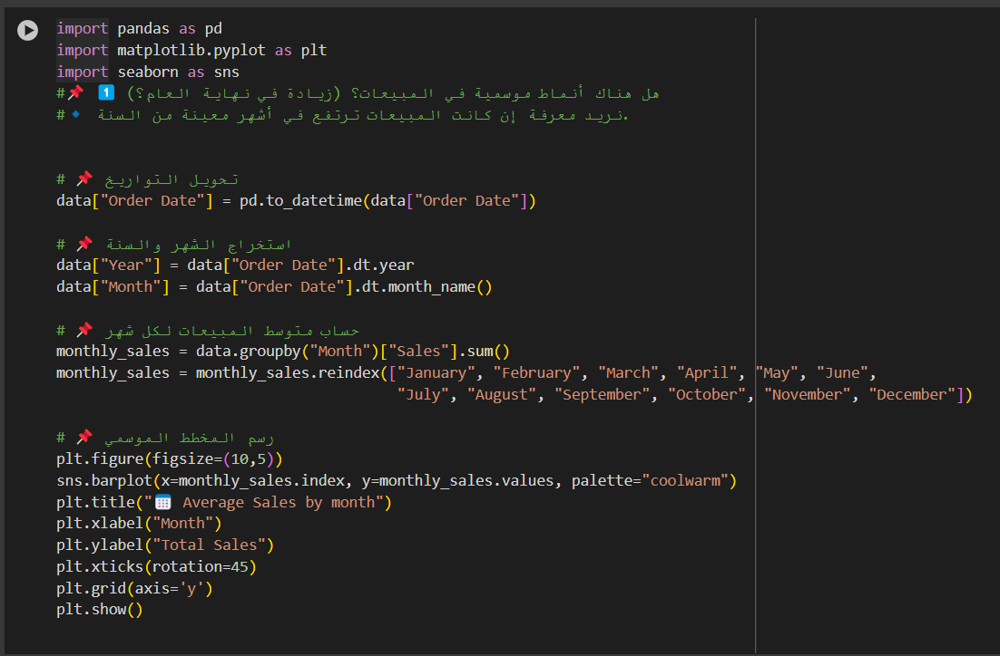 import pandas as pd
import matplotlib.pyplot as plt
import seaborn as sns
#📌 1️⃣ هل هناك أنماط موسمية في المبيعات؟ (زيادة في نهاية العام؟)
#🔹 نريد معرفة إن كانت المبيعات ترتفع في أشهر معينة من السنة.
# 📌 تحويل التواريخ
data["Order Date"] = pd.to_datetime(data["Order Date"])
# 📌 استخراج الشهر والسنة
data["Year"] = data["Order Date"].dt.year
data["Month"] = data["Order Date"].dt.month_name()
# 📌 حساب متوسط المبيعات لكل شهر
monthly_sales = data.groupby("Month")["Sales"].sum()
monthly_sales = monthly_sales.reindex(["January", "February", "March", "April", "May", "June",
"July", "August", "September", "October", "November", "December"])
# 📌 رسم المخطط الموسمي
plt.figure(figsize=(10,5))
sns.barplot(x=monthly_sales.index, y=monthly_sales.values, palette="coolwarm")
plt.title("📅 Average Sales by month")
plt.xlabel("Month")
plt.ylabel("Total Sales")
plt.xticks(rotation=45)
plt.grid(axis='y')
plt.show()